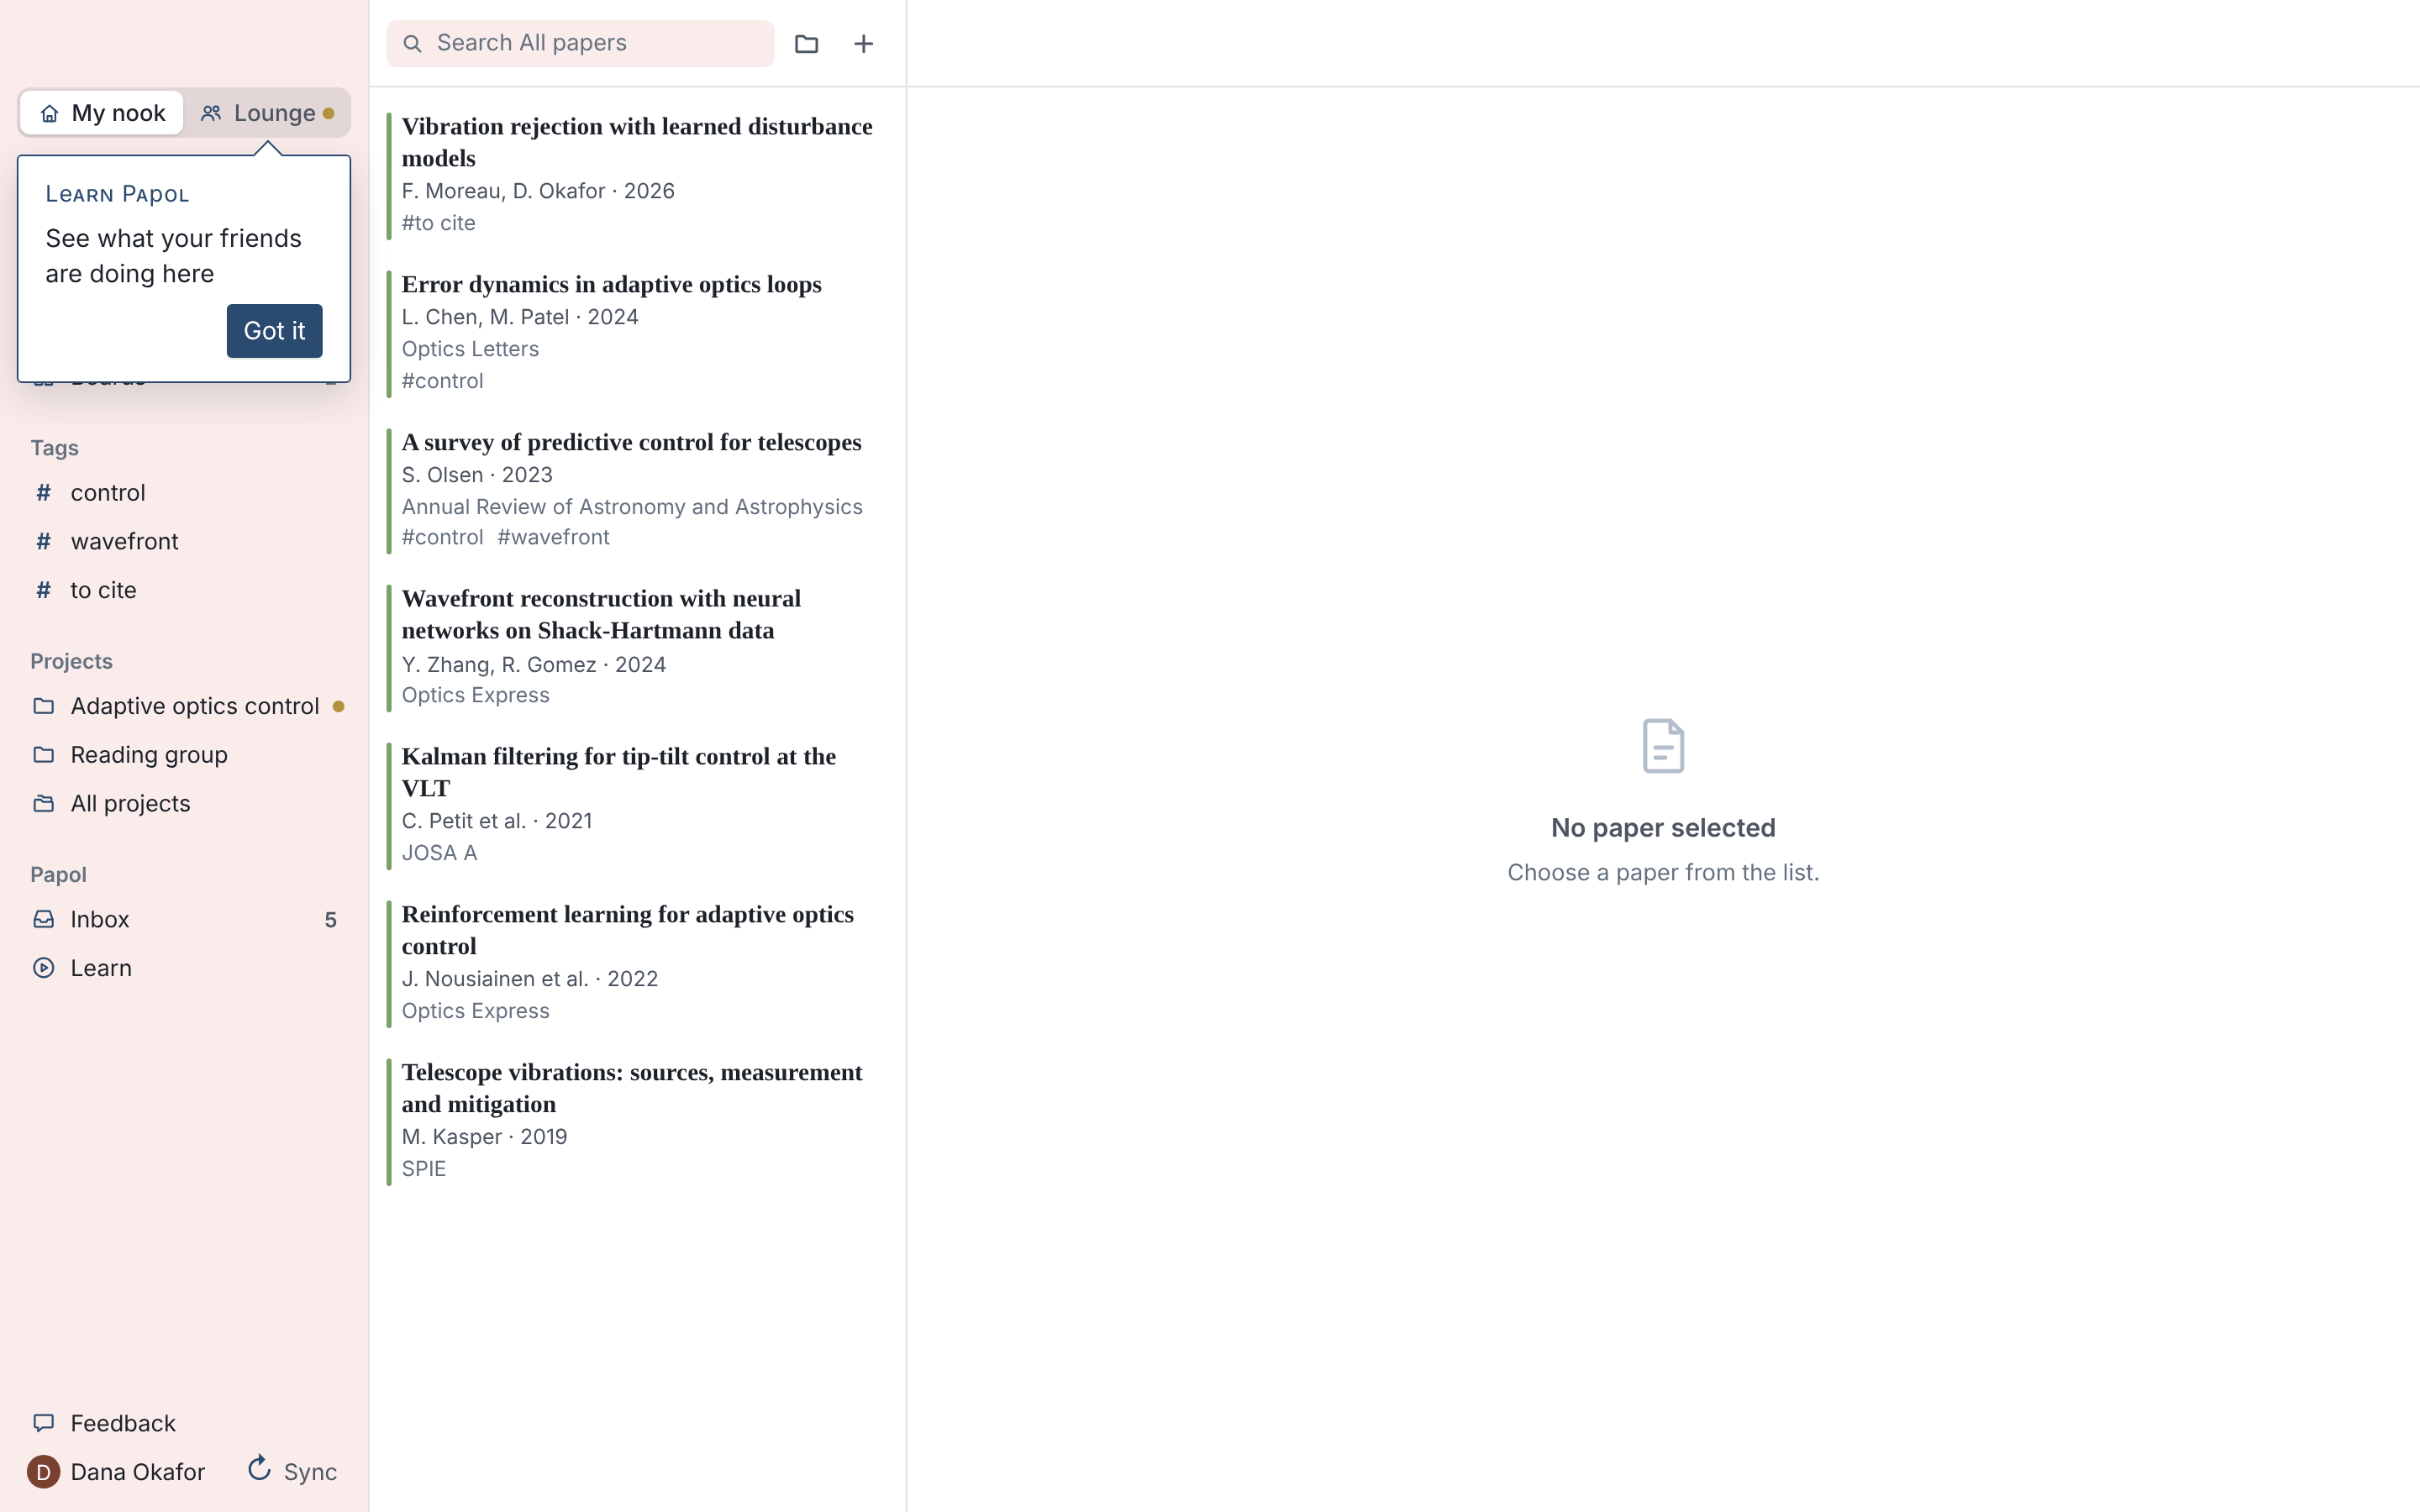 My nook
Lounge
Learn Papol
See what your friends
are doing here
Got it
Tags
# control
# wavefront
# to cite
Projects
Adaptive optics control
Reading group
All projects
Papol
Inbox 5
Learn
Feedback
D Dana Okafor
Sync
Search All papers
Vibration rejection with learned disturbance
models
F. Moreau, D. Okafor · 2026
#to cite
Error dynamics in adaptive optics loops
L. Chen, M. Patel · 2024
Optics Letters
#control
A survey of predictive control for telescopes
S. Olsen · 2023
Annual Review of Astronomy and Astrophysics
#control #wavefront
Wavefront reconstruction with neural
networks on Shack-Hartmann data
Y. Zhang, R. Gomez · 2024
Optics Express
Kalman filtering for tip-tilt control at the
VLT
C. Petit et al. · 2021
JOSA A
Reinforcement learning for adaptive optics
control
J. Nousiainen et al. · 2022
Optics Express
Telescope vibrations: sources, measurement
and mitigation
M. Kasper · 2019
SPIE
No paper selected
Choose a paper from the list.